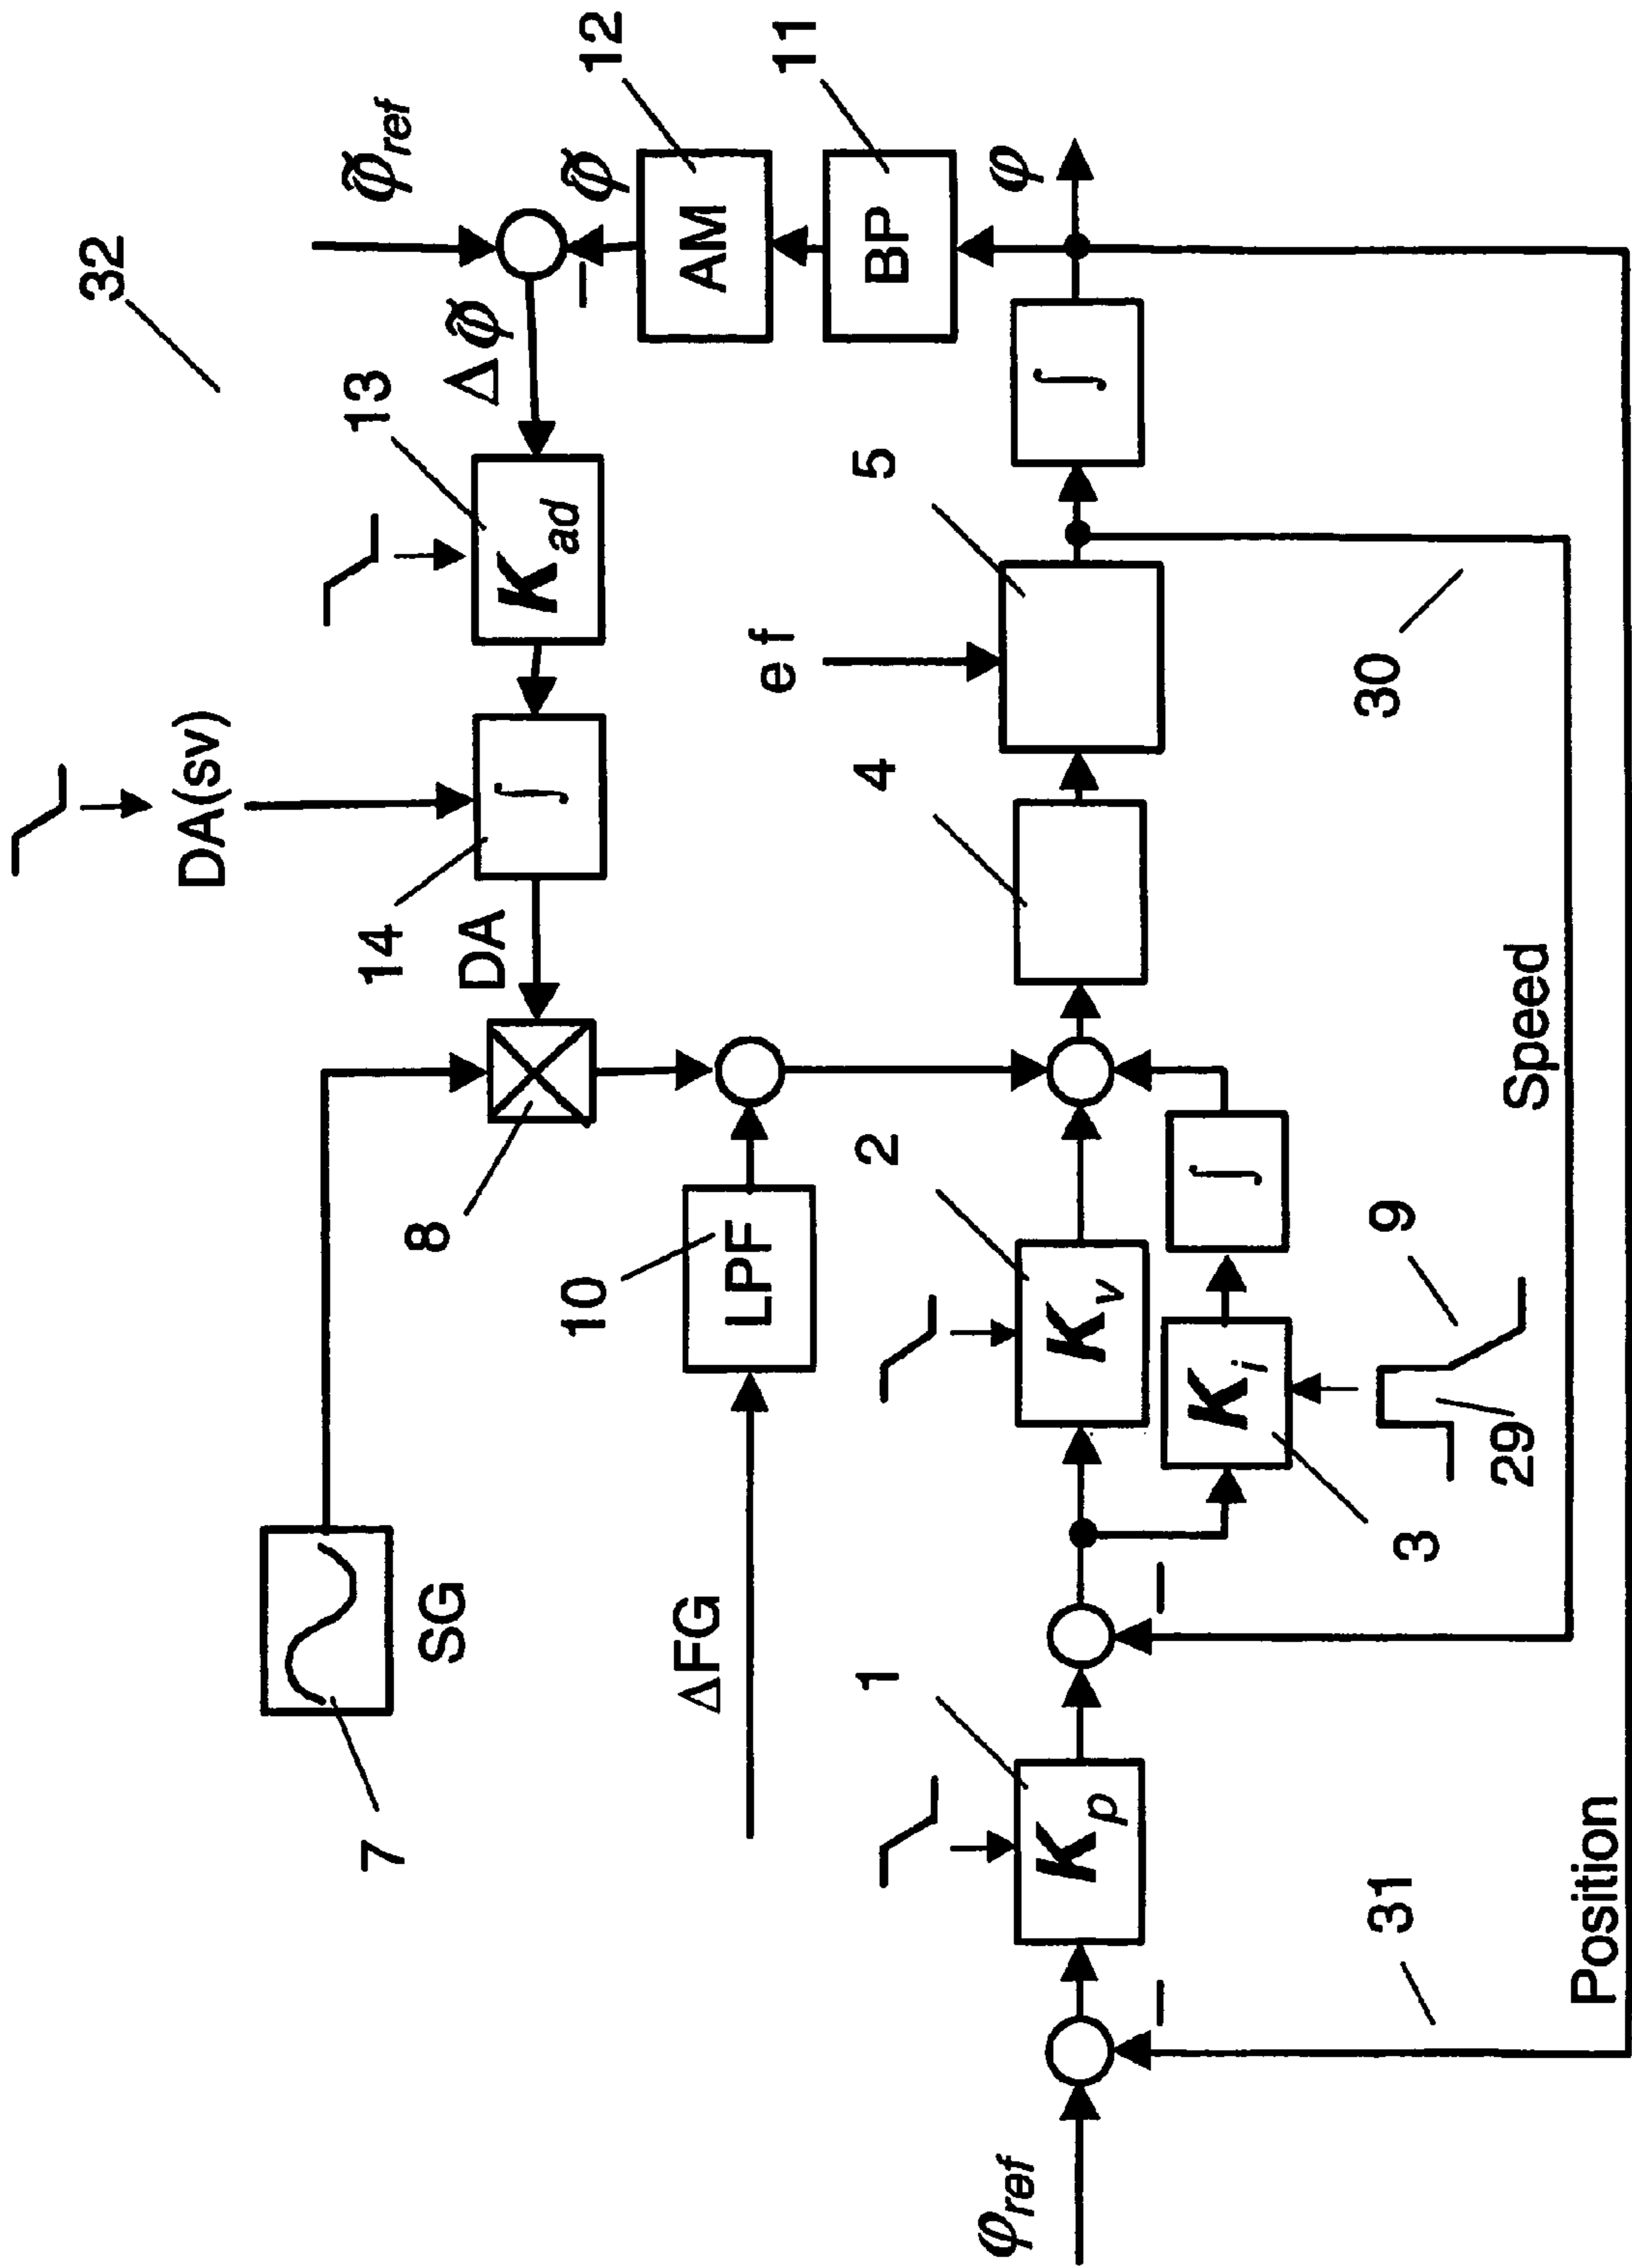 32
12
φ̃ref
13
Δφ̃
φ̃
AM
11
BP
φ
DA(sv)
Kad
∫
14
DA
8
SG
7
10
LPF
ΔFG
5
ef
4
∫
2
Kv
∫
Ki
3
9
29
1
Kp
φref
30
Speed
31
Position